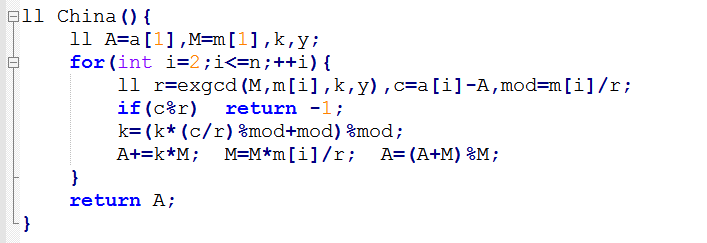 ll China(){
    ll A=a[1],M=m[1],k,y;
    for(int i=2;i<=n;++i){
        ll r=exgcd(M,m[i],k,y),c=a[i]-A,mod=m[i]/r;
        if(c%r)  return -1;
        k=(k*(c/r)%mod+mod)%mod;
        A+=k*M;  M=M*m[i]/r;  A=(A+M)%M;
    }
    return A;
}